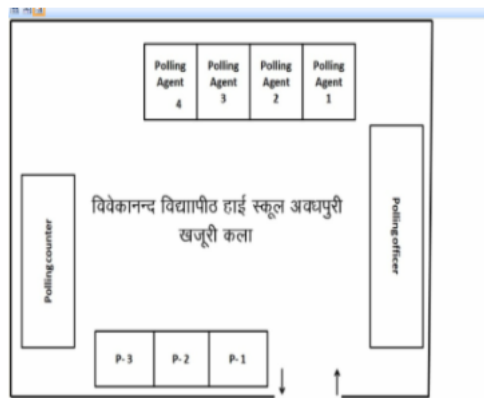 Polling Agent 4
Polling Agent 3
Polling Agent 2
Polling Agent 1
Polling counter
विवेकानन्द विद्याापीठ हाई स्कूल अवधपुरी
खजूरी कला
Polling officer
P-3
P-2
P-1